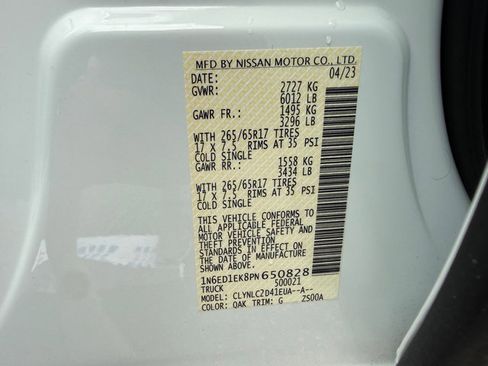 MFD BY NISSAN MOTOR CO., LTD.
DATE: 04/23
GVWR: 2727 KG
6012 LB
GAWR FR.: 1495 KG
3296 LB
WITH 265/65R17 TIRES
17 X 7.5 RIMS AT 35 PSI
COLD SINGLE
GAWR RR.: 1558 KG
3434 LB
WITH 265/65R17 TIRES
17 X 7.5 RIMS AT 35 PSI
COLD SINGLE
THIS VEHICLE CONFORMS TO
ALL APPLICABLE FEDERAL
MOTOR VEHICLE SAFETY AND
THEFT PREVENTION
STANDARDS IN EFFECT ON
THE DATE OF MANUFACTURE
SHOWN ABOVE.
1N6ED1EK8PN650828
TRUCK 500021
MODEL: CLYNLC2D41EUA--A--
COLOR: QAK TRIM: G ZS00A